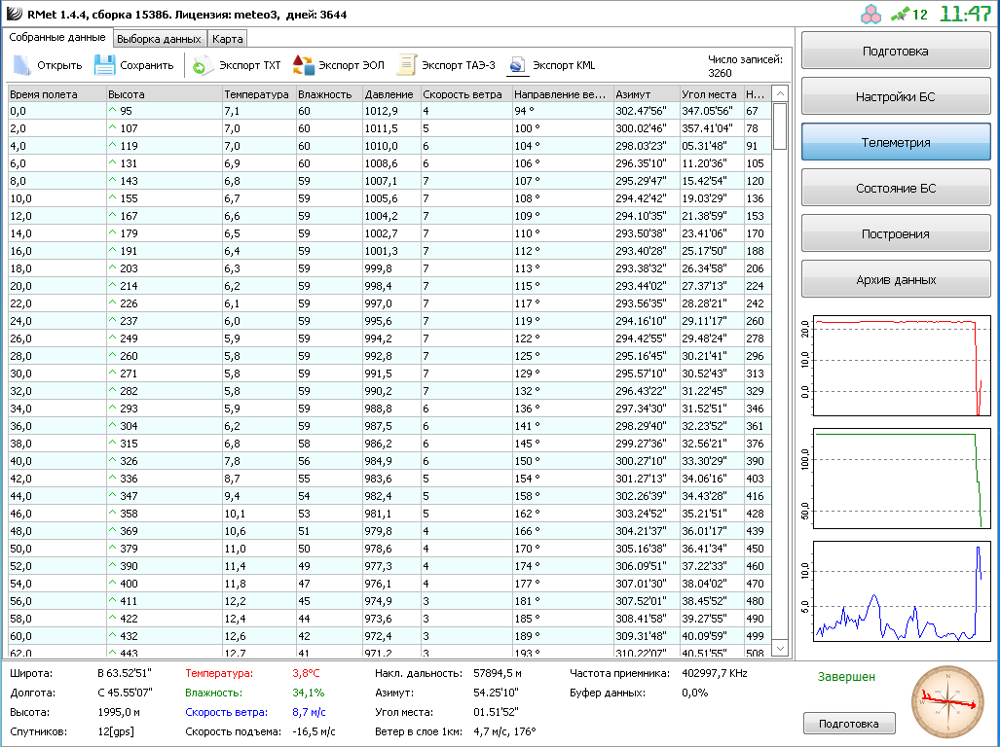 RMet 1.4.4, сборка 15386. Лицензия: meteo3, дней: 3644
12 11:47
Собранные данные Выборка данных Карта
Открыть Сохранить Экспорт ТХТ Экспорт ЭОЛ Экспорт ТАЭ-3 Экспорт KML Число записей: 3260
Время полета Высота Температура Влажность Давление Скорость ветра Направление ве... Азимут Угол места Н...
0,0 ^ 95 7,1 60 1012,9 4 94 ° 302.47'56" 347.05'56" 67
2,0 ^ 107 7,0 60 1011,5 5 100 ° 300.02'46" 357.41'04" 78
4,0 ^ 119 7,0 60 1010,0 6 104 ° 298.03'23" 05.31'48" 91
6,0 ^ 131 6,9 60 1008,6 6 106 ° 296.35'10" 11.20'36" 105
8,0 ^ 143 6,8 59 1007,1 7 107 ° 295.29'47" 15.42'54" 120
10,0 ^ 155 6,7 59 1005,6 7 108 ° 294.42'42" 19.03'29" 136
12,0 ^ 167 6,6 59 1004,2 7 109 ° 294.10'35" 21.38'59" 153
14,0 ^ 179 6,5 59 1002,7 7 110 ° 293.50'38" 23.41'06" 170
16,0 ^ 191 6,4 59 1001,3 7 112 ° 293.40'28" 25.17'50" 188
18,0 ^ 203 6,3 59 999,8 7 113 ° 293.38'32" 26.34'58" 206
20,0 ^ 214 6,2 59 998,4 7 115 ° 293.44'02" 27.37'13" 224
22,0 ^ 226 6,1 59 997,0 7 117 ° 293.56'35" 28.28'21" 242
24,0 ^ 237 6,0 59 995,6 7 119 ° 294.16'10" 29.11'17" 260
26,0 ^ 249 5,9 59 994,2 7 122 ° 294.42'55" 29.48'24" 278
28,0 ^ 260 5,8 59 992,8 7 125 ° 295.16'45" 30.21'41" 296
30,0 ^ 271 5,8 59 991,5 7 129 ° 295.57'10" 30.52'43" 313
32,0 ^ 282 5,8 59 990,2 7 132 ° 296.43'22" 31.22'45" 329
34,0 ^ 293 5,9 59 988,8 6 136 ° 297.34'30" 31.52'51" 346
36,0 ^ 304 6,2 59 987,5 6 141 ° 298.29'40" 32.23'52" 361
38,0 ^ 315 6,8 58 986,2 6 145 ° 299.27'36" 32.56'21" 376
40,0 ^ 326 7,8 56 984,9 6 150 ° 300.27'10" 33.30'29" 390
42,0 ^ 336 8,7 55 983,6 5 154 ° 301.27'13" 34.06'16" 403
44,0 ^ 347 9,4 54 982,4 5 158 ° 302.26'39" 34.43'28" 416
46,0 ^ 358 10,1 53 981,1 5 162 ° 303.24'52" 35.21'51" 428
48,0 ^ 369 10,6 51 979,8 4 166 ° 304.21'37" 36.01'17" 439
50,0 ^ 379 11,0 50 978,6 4 170 ° 305.16'38" 36.41'34" 450
52,0 ^ 390 11,4 49 977,3 4 174 ° 306.09'51" 37.22'33" 460
54,0 ^ 400 11,8 47 976,1 4 177 ° 307.01'30" 38.04'02" 470
56,0 ^ 411 12,2 45 974,9 3 181 ° 307.52'01" 38.45'52" 480
58,0 ^ 422 12,4 44 973,6 3 185 ° 308.41'58" 39.27'55" 490
60,0 ^ 432 12,6 42 972,4 3 189 ° 309.31'48" 40.09'59" 499
62,0 ^ 443 12,7 41 971,2 3 193 ° 310.22'07" 40.51'55" 508
Подготовка
Настройки БС
Телеметрия
Состояние БС
Построения
Архив данных
20,0
10,0
0,0
100,0
50,0
10,0
5,0
Широта: В 63.52'51" Температура: 3,8°С Накл. дальность: 57894,5 м Частота приемника: 402997,7 KHz
Долгота: С 45.55'07" Влажность: 34,1% Азимут: 54.25'10" Буфер данных: 0,0%
Высота: 1995,0 м Скорость ветра: 8,7 м/с Угол места: 01.51'52"
Спутников: 12[gps] Скорость подъема: -16,5 м/с Ветер в слое 1км: 4,7 м/с, 176°
Завершен
Подготовка
N
E
S
W